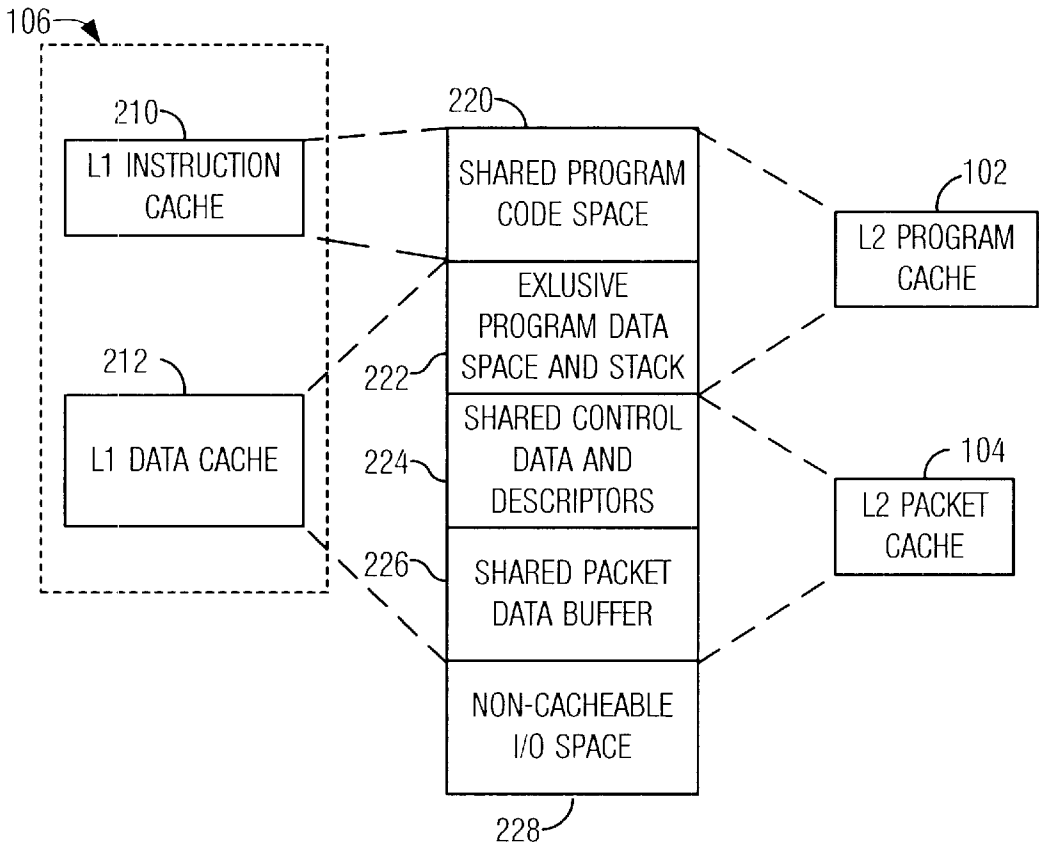 106
210
L1 INSTRUCTION
CACHE
212
L1 DATA CACHE
220
SHARED PROGRAM
CODE SPACE
EXLUSIVE
PROGRAM DATA
SPACE AND STACK
222
SHARED CONTROL
DATA AND
DESCRIPTORS
224
226
SHARED PACKET
DATA BUFFER
NON-CACHEABLE
I/O SPACE
228
102
L2 PROGRAM
CACHE
104
L2 PACKET
CACHE